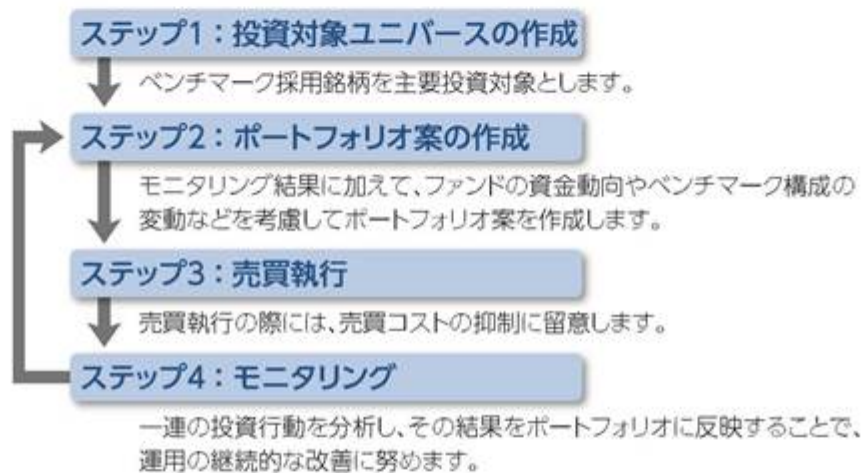 ステップ1：投資対象ユニバースの作成
ベンチマーク採用銘柄を主要投資対象とします。
ステップ2：ポートフォリオ案の作成
モニタリング結果に加えて、ファンドの資金動向やベンチマーク構成の
変動などを考慮してポートフォリオ案を作成します。
ステップ3：売買執行
売買執行の際には、売買コストの抑制に留意します。
ステップ4：モニタリング
一連の投資行動を分析し、その結果をポートフォリオに反映することで、
運用の継続的な改善に努めます。